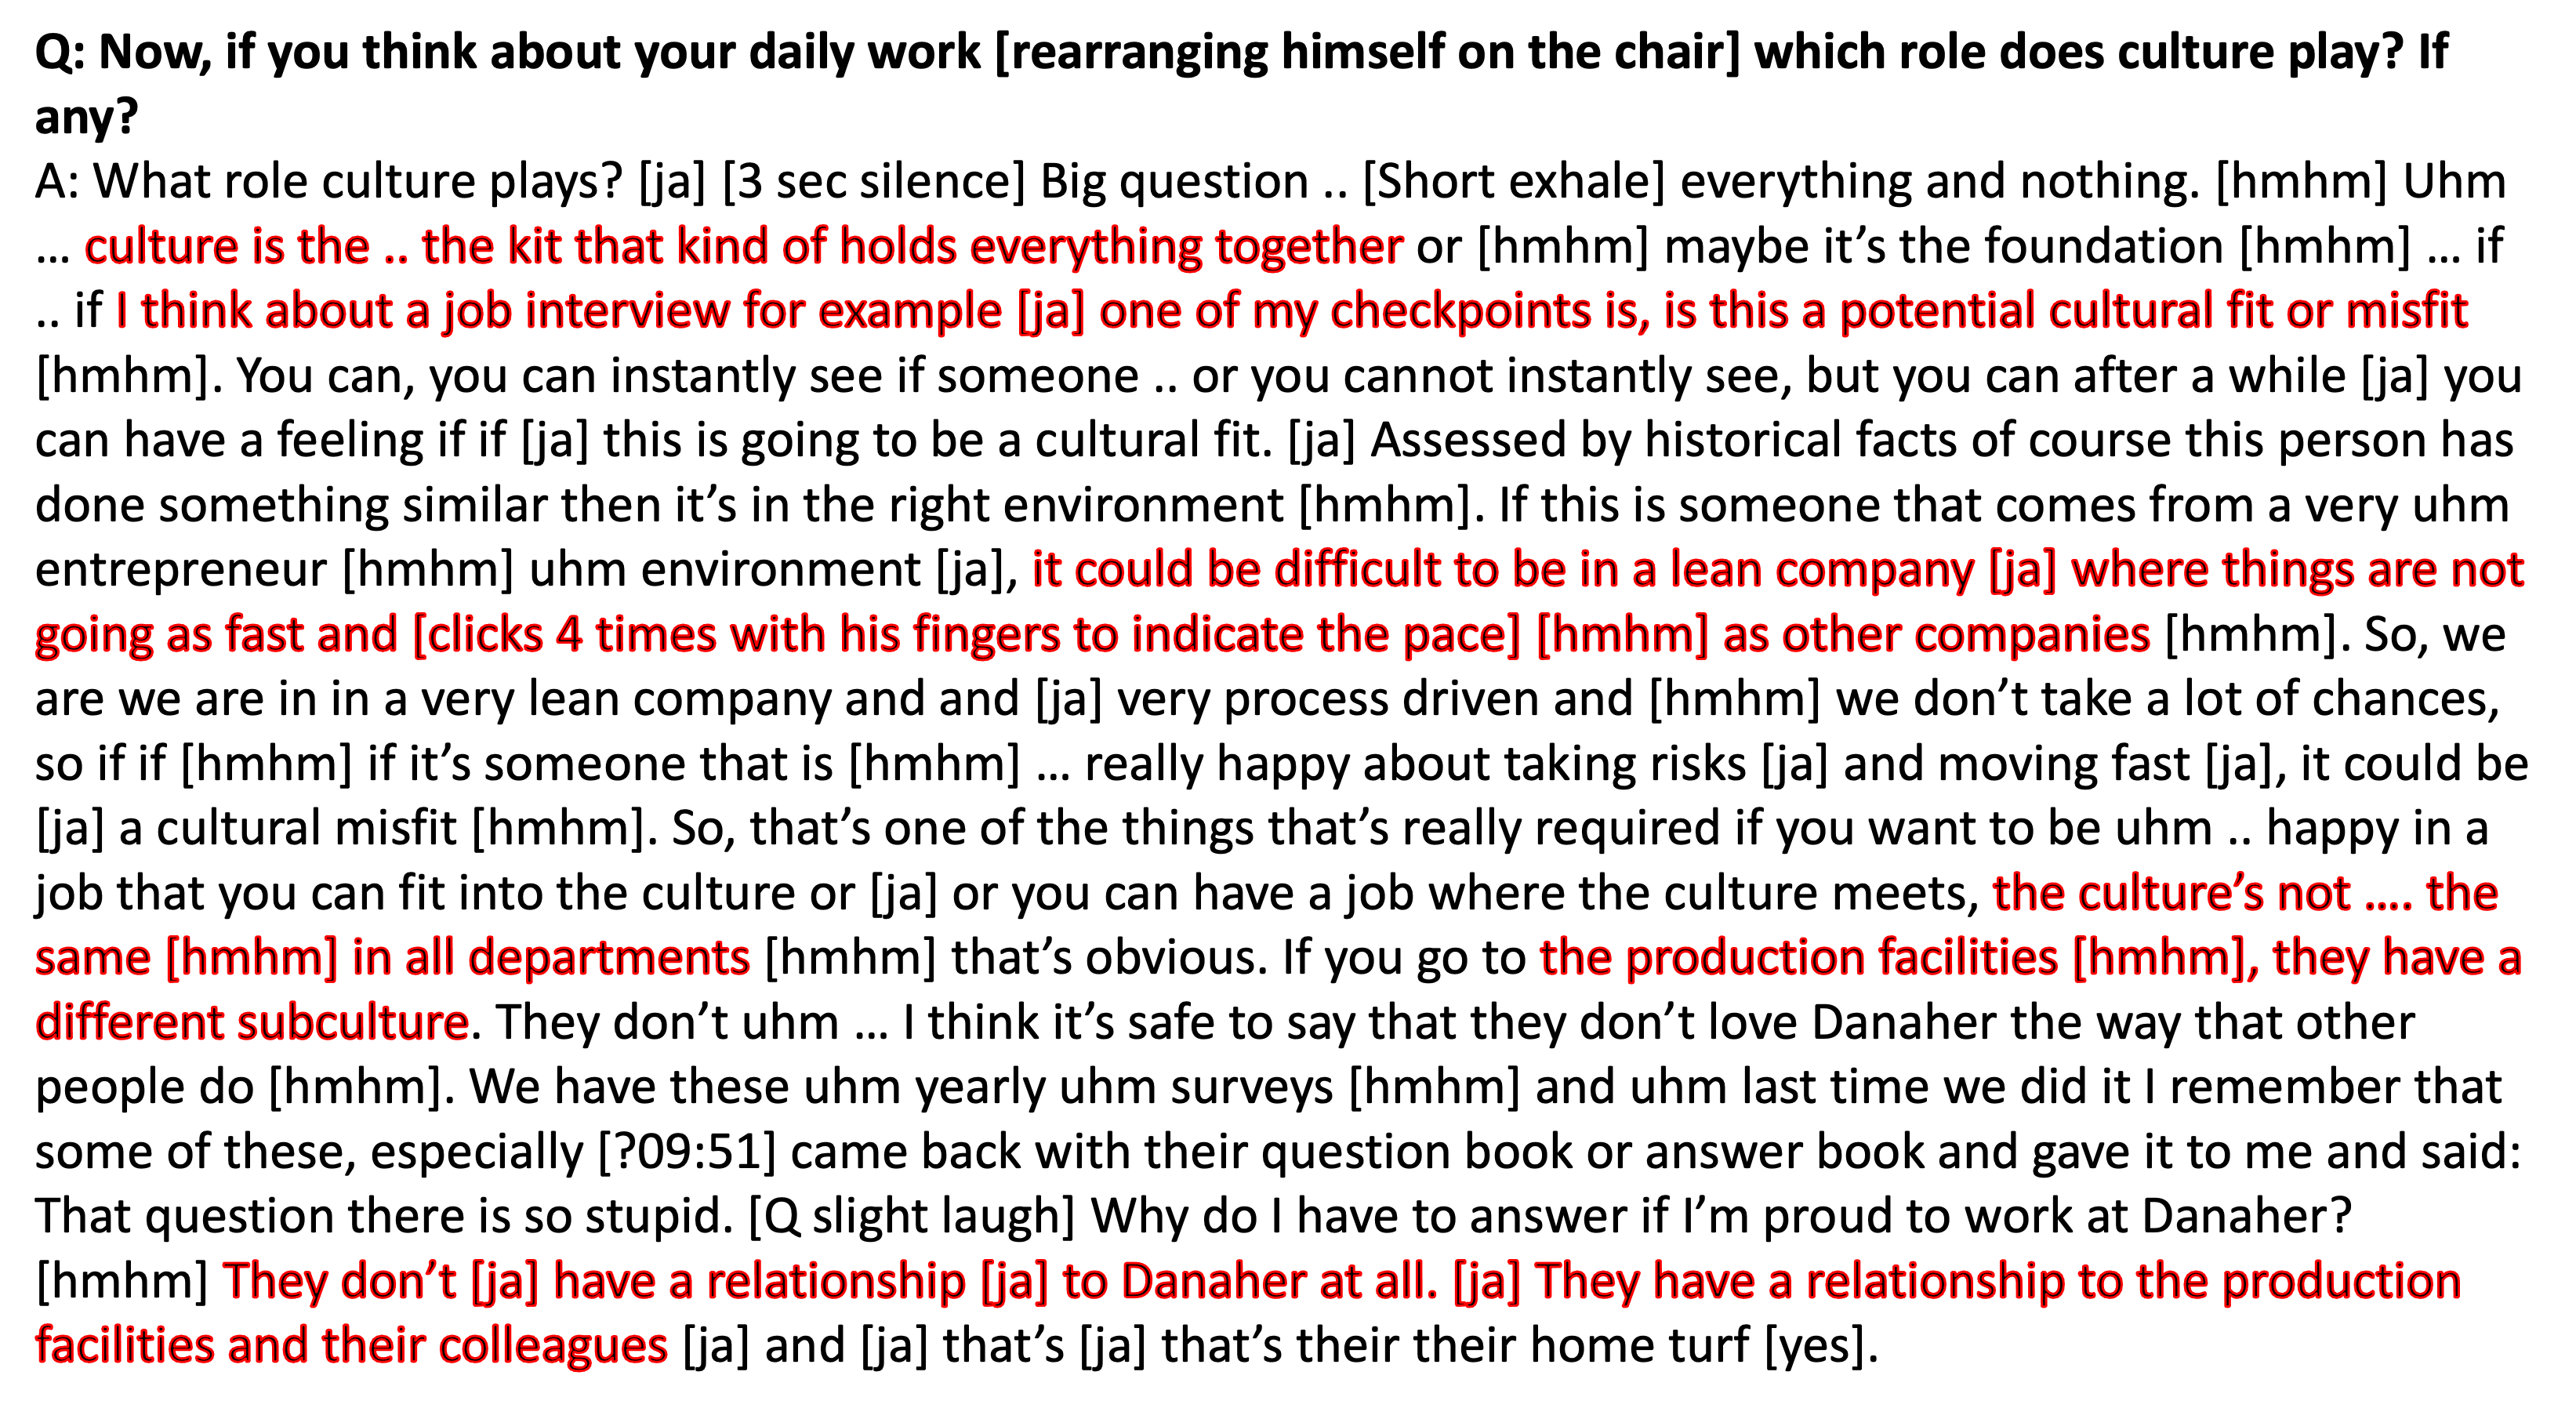 Q: Now, if you think about your daily work [rearranging himself on the chair] which role does culture play? If
any?
A: What role culture plays? [ja] [3 sec silence] Big question .. [Short exhale] everything and nothing. [hmhm] Uhm
... culture is the .. the kit that kind of holds everything together or [hmhm] maybe it’s the foundation [hmhm] ... if
.. if I think about a job interview for example [ja] one of my checkpoints is, is this a potential cultural fit or misfit
[hmhm]. You can, you can instantly see if someone .. or you cannot instantly see, but you can after a while [ja] you
can have a feeling if if [ja] this is going to be a cultural fit. [ja] Assessed by historical facts of course this person has
done something similar then it’s in the right environment [hmhm]. If this is someone that comes from a very uhm
entrepreneur [hmhm] uhm environment [ja], it could be difficult to be in a lean company [ja] where things are not
going as fast and [clicks 4 times with his fingers to indicate the pace] [hmhm] as other companies [hmhm]. So, we
are we are in in a very lean company and and [ja] very process driven and [hmhm] we don’t take a lot of chances,
so if if [hmhm] if it’s someone that is [hmhm] ... really happy about taking risks [ja] and moving fast [ja], it could be
[ja] a cultural misfit [hmhm]. So, that’s one of the things that’s really required if you want to be uhm .. happy in a
job that you can fit into the culture or [ja] or you can have a job where the culture meets, the culture’s not .... the
same [hmhm] in all departments [hmhm] that’s obvious. If you go to the production facilities [hmhm], they have a
different subculture. They don’t uhm ... I think it’s safe to say that they don’t love Danaher the way that other
people do [hmhm]. We have these uhm yearly uhm surveys [hmhm] and uhm last time we did it I remember that
some of these, especially [?09:51] came back with their question book or answer book and gave it to me and said:
That question there is so stupid. [Q slight laugh] Why do I have to answer if I’m proud to work at Danaher?
[hmhm] They don’t [ja] have a relationship [ja] to Danaher at all. [ja] They have a relationship to the production
facilities and their colleagues [ja] and [ja] that’s [ja] that’s their their home turf [yes].